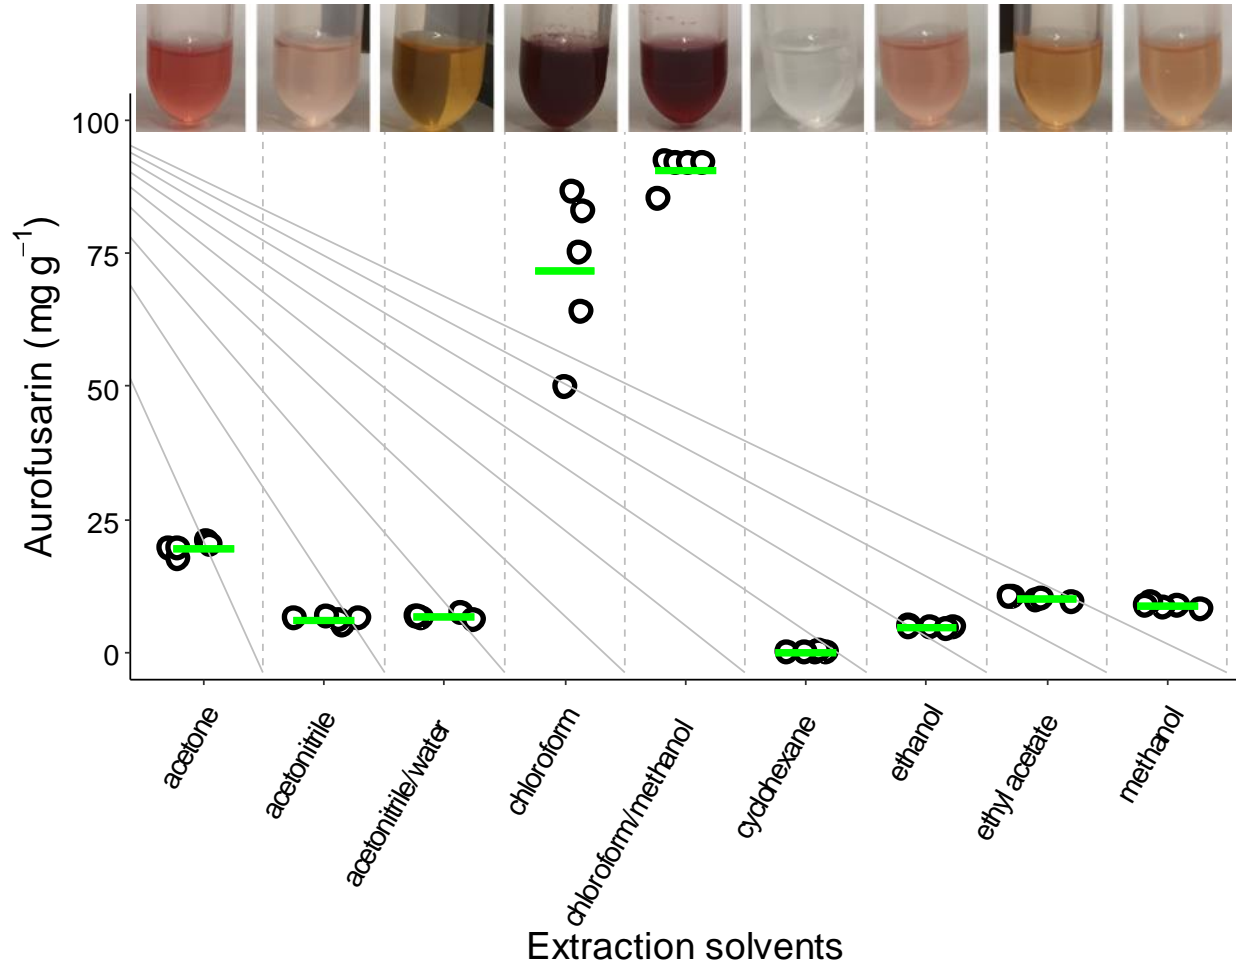 100
75
50
25
0
Aurofusarin (mg g⁻¹)
acetone
acetonitrile
acetonitrile/water
chloroform
chloroform/methanol
cyclohexane
ethanol
ethyl acetate
methanol
Extraction solvents